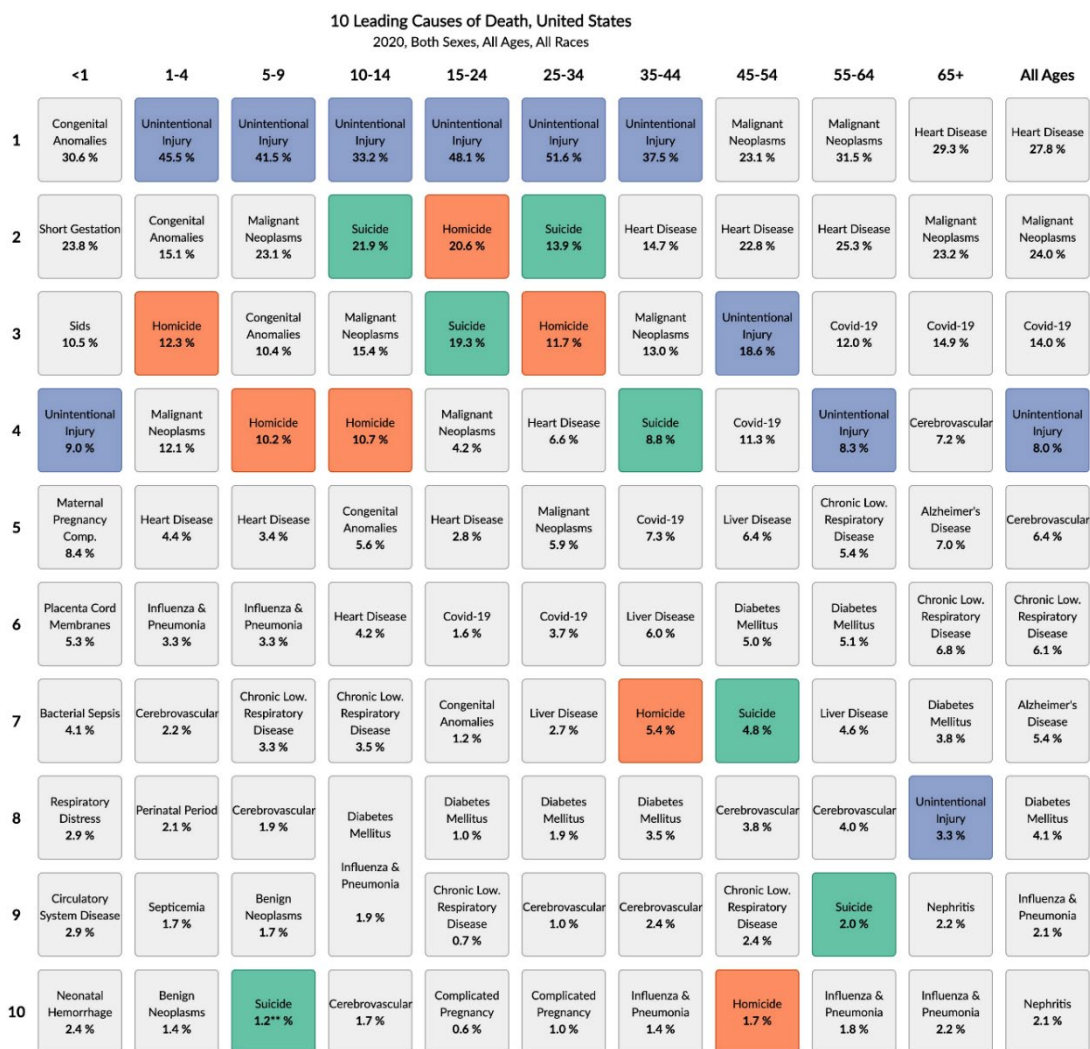 10 Leading Causes of Death, United States
2020, Both Sexes, All Ages, All Races
<1 1-4 5-9 10-14 15-24 25-34 35-44 45-54 55-64 65+ All Ages
1
Congenital
Anomalies
30.6 %
Unintentional
Injury
45.5 %
Unintentional
Injury
41.5 %
Unintentional
Injury
33.2 %
Unintentional
Injury
48.1 %
Unintentional
Injury
51.6 %
Unintentional
Injury
37.5 %
Malignant
Neoplasms
23.1 %
Malignant
Neoplasms
31.5 %
Heart Disease
29.3 %
Heart Disease
27.8 %
2
Short Gestation
23.8 %
Congenital
Anomalies
15.1 %
Malignant
Neoplasms
23.1 %
Suicide
21.9 %
Homicide
20.6 %
Suicide
13.9 %
Heart Disease
14.7 %
Heart Disease
22.8 %
Heart Disease
25.3 %
Malignant
Neoplasms
23.2 %
Malignant
Neoplasms
24.0 %
3
Sids
10.5 %
Homicide
12.3 %
Congenital
Anomalies
10.4 %
Malignant
Neoplasms
15.4 %
Suicide
19.3 %
Homicide
11.7 %
Malignant
Neoplasms
13.0 %
Unintentional
Injury
18.6 %
Covid-19
12.0 %
Covid-19
14.9 %
Covid-19
14.0 %
4
Unintentional
Injury
9.0 %
Malignant
Neoplasms
12.1 %
Homicide
10.2 %
Homicide
10.7 %
Malignant
Neoplasms
4.2 %
Heart Disease
6.6 %
Suicide
8.8 %
Covid-19
11.3 %
Unintentional
Injury
8.3 %
Cerebrovascular
7.2 %
Unintentional
Injury
8.0 %
5
Maternal
Pregnancy
Comp.
8.4 %
Heart Disease
4.4 %
Heart Disease
3.4 %
Congenital
Anomalies
5.6 %
Heart Disease
2.8 %
Malignant
Neoplasms
5.9 %
Covid-19
7.3 %
Liver Disease
6.4 %
Chronic Low.
Respiratory
Disease
5.4 %
Alzheimer's
Disease
7.0 %
Cerebrovascular
6.4 %
6
Placenta Cord
Membranes
5.3 %
Influenza &
Pneumonia
3.3 %
Influenza &
Pneumonia
3.3 %
Heart Disease
4.2 %
Covid-19
1.6 %
Covid-19
3.7 %
Liver Disease
6.0 %
Diabetes
Mellitus
5.0 %
Diabetes
Mellitus
5.1 %
Chronic Low.
Respiratory
Disease
6.8 %
Chronic Low.
Respiratory
Disease
6.1 %
7
Bacterial Sepsis
4.1 %
Cerebrovascular
2.2 %
Chronic Low.
Respiratory
Disease
3.3 %
Chronic Low.
Respiratory
Disease
3.5 %
Congenital
Anomalies
1.2 %
Liver Disease
2.7 %
Homicide
5.4 %
Suicide
4.8 %
Liver Disease
4.6 %
Diabetes
Mellitus
3.8 %
Alzheimer's
Disease
5.4 %
8
Respiratory
Distress
2.9 %
Perinatal Period
2.1 %
Cerebrovascular
1.9 %
Diabetes
Mellitus
Influenza &
Pneumonia
1.9 %
Diabetes
Mellitus
1.0 %
Diabetes
Mellitus
1.9 %
Diabetes
Mellitus
3.5 %
Cerebrovascular
3.8 %
Cerebrovascular
4.0 %
Unintentional
Injury
3.3 %
Diabetes
Mellitus
4.1 %
9
Circulatory
System Disease
2.9 %
Septicemia
1.7 %
Benign
Neoplasms
1.7 %
Chronic Low.
Respiratory
Disease
0.7 %
Cerebrovascular
1.0 %
Cerebrovascular
2.4 %
Chronic Low.
Respiratory
Disease
2.4 %
Suicide
2.0 %
Nephritis
2.2 %
Influenza &
Pneumonia
2.1 %
10
Neonatal
Hemorrhage
2.4 %
Benign
Neoplasms
1.4 %
Suicide
1.2** %
Cerebrovascular
1.7 %
Complicated
Pregnancy
0.6 %
Complicated
Pregnancy
1.0 %
Influenza &
Pneumonia
1.4 %
Homicide
1.7 %
Influenza &
Pneumonia
1.8 %
Influenza &
Pneumonia
2.2 %
Nephritis
2.1 %